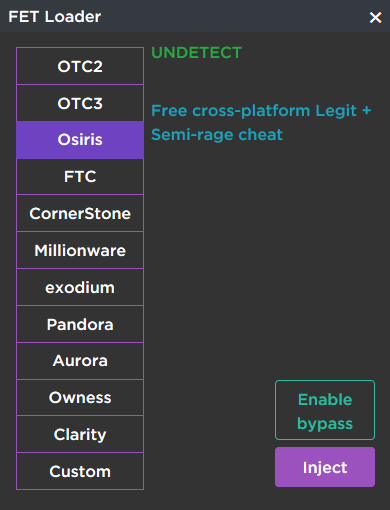 FET Loader
×
OTC2
OTC3
Osiris
FTC
CornerStone
Millionware
exodium
Pandora
Aurora
Owness
Clarity
Custom
UNDETECT
Free cross-platform Legit +
Semi-rage cheat
Enable
bypass
Inject